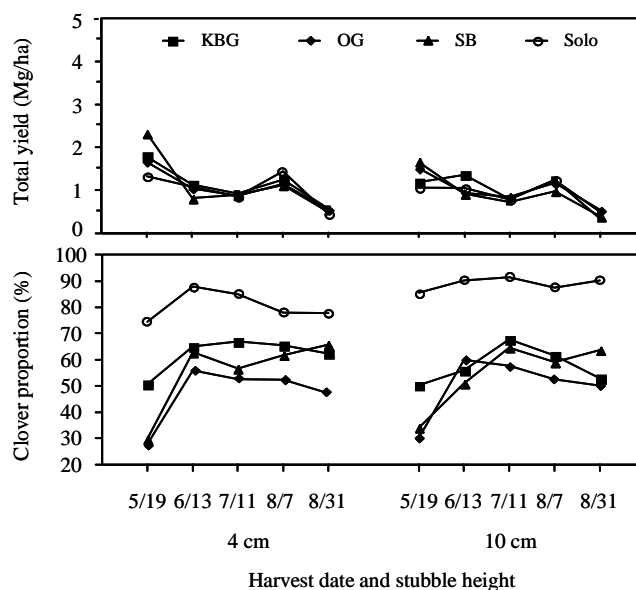 Total yield (Mg/ha)
5
4
3
2
1
0
KBG OG SB Solo
Clover proportion (%)
100
90
80
70
60
50
40
30
20
5/19 6/13 7/11 8/7 8/31 5/19 6/13 7/11 8/7 8/31
4 cm 10 cm
Harvest date and stubble height